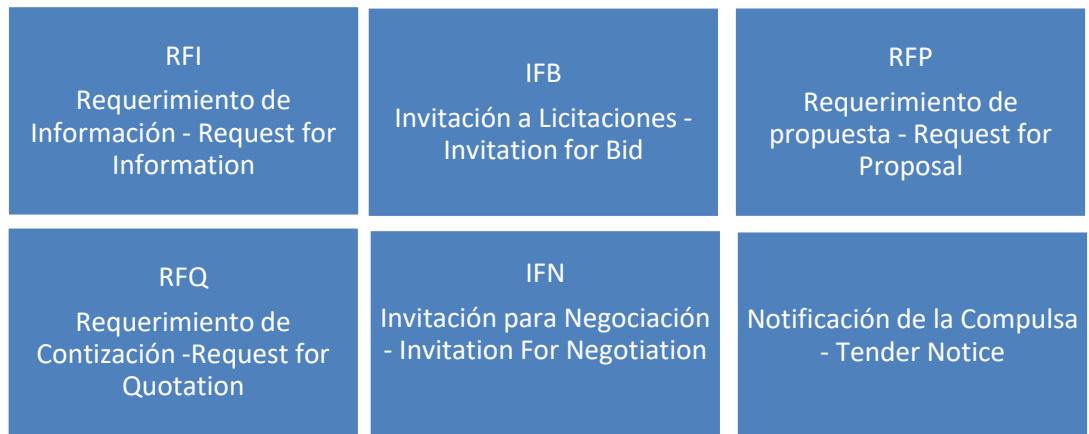 RFI
Requerimiento de
Información - Request for
Information
IFB
Invitación a Licitaciones -
Invitation for Bid
RFP
Requerimiento de
propuesta - Request for
Proposal
RFQ
Requerimiento de
Contización -Request for
Quotation
IFN
Invitación para Negociación
- Invitation For Negotiation
Notificación de la Compulsa
- Tender Notice